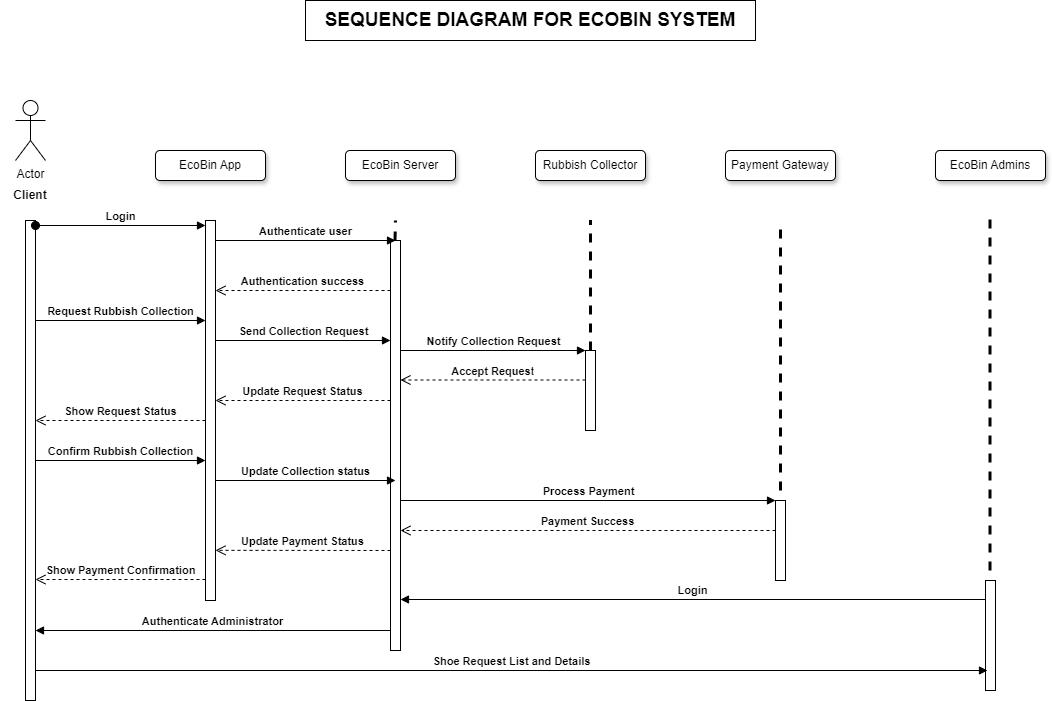 SEQUENCE DIAGRAM FOR ECOBIN SYSTEM
Actor
Client
EcoBin App
EcoBin Server
Rubbish Collector
Payment Gateway
EcoBin Admins
Login
Authenticate user
Authentication success
Request Rubbish Collection
Send Collection Request
Notify Collection Request
Accept Request
Update Request Status
Show Request Status
Confirm Rubbish Collection
Update Collection status
Process Payment
Payment Success
Update Payment Status
Show Payment Confirmation
Login
Authenticate Administrator
Shoe Request List and Details